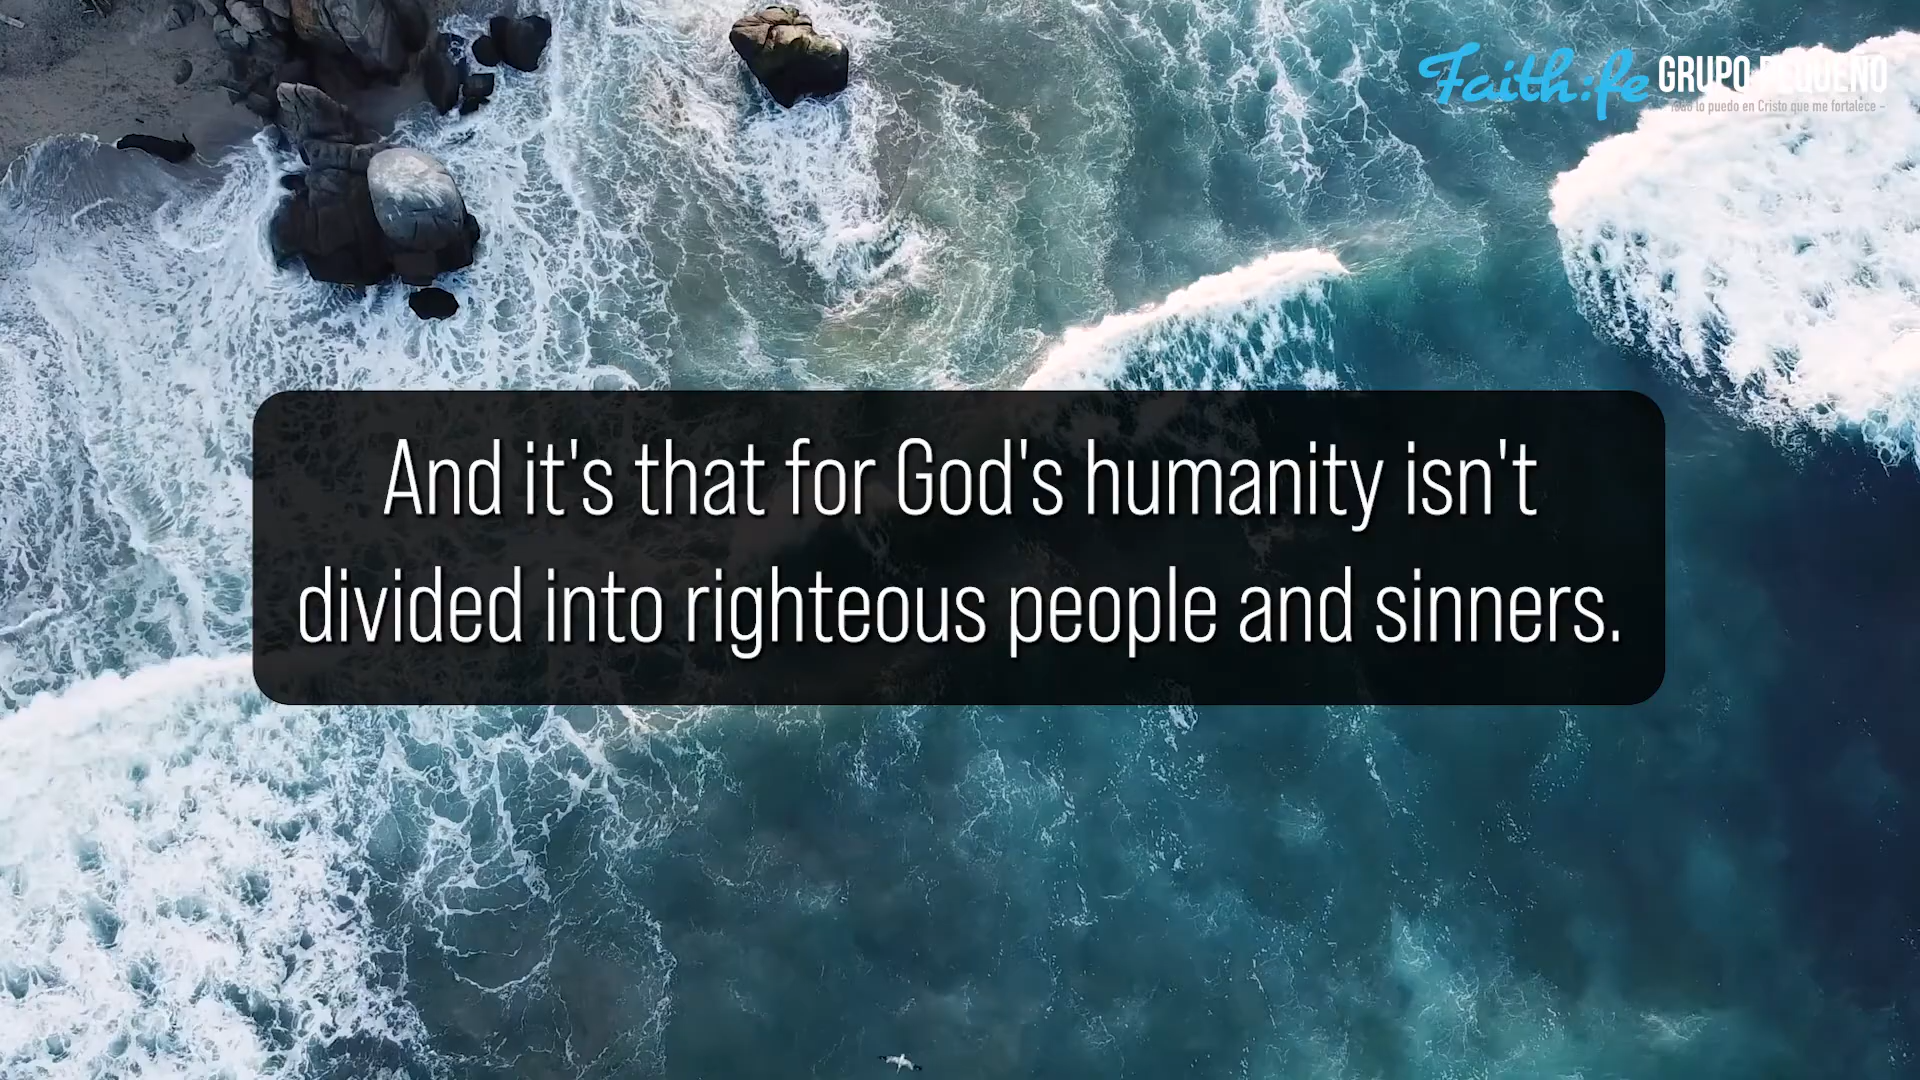 Faith:fe GRUPO PEQUEÑO
- Todo lo puedo en Cristo que me fortalece -
And it's that for God's humanity isn't
divided into righteous people and sinners.